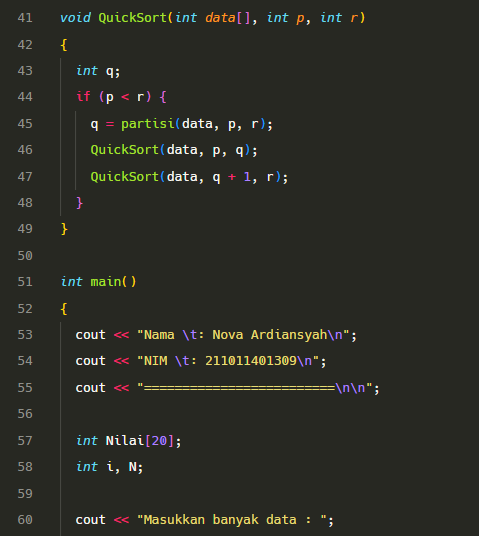 41 void QuickSort(int data[], int p, int r)
42 {
43   int q;
44   if (p < r) {
45     q = partisi(data, p, r);
46     QuickSort(data, p, q);
47     QuickSort(data, q + 1, r);
48   }
49 }
50
51 int main()
52 {
53   cout << "Nama \t: Nova Ardiansyah\n";
54   cout << "NIM \t: 211011401309\n";
55   cout << "=========================\n\n";
56
57   int Nilai[20];
58   int i, N;
59
60   cout << "Masukkan banyak data : ";